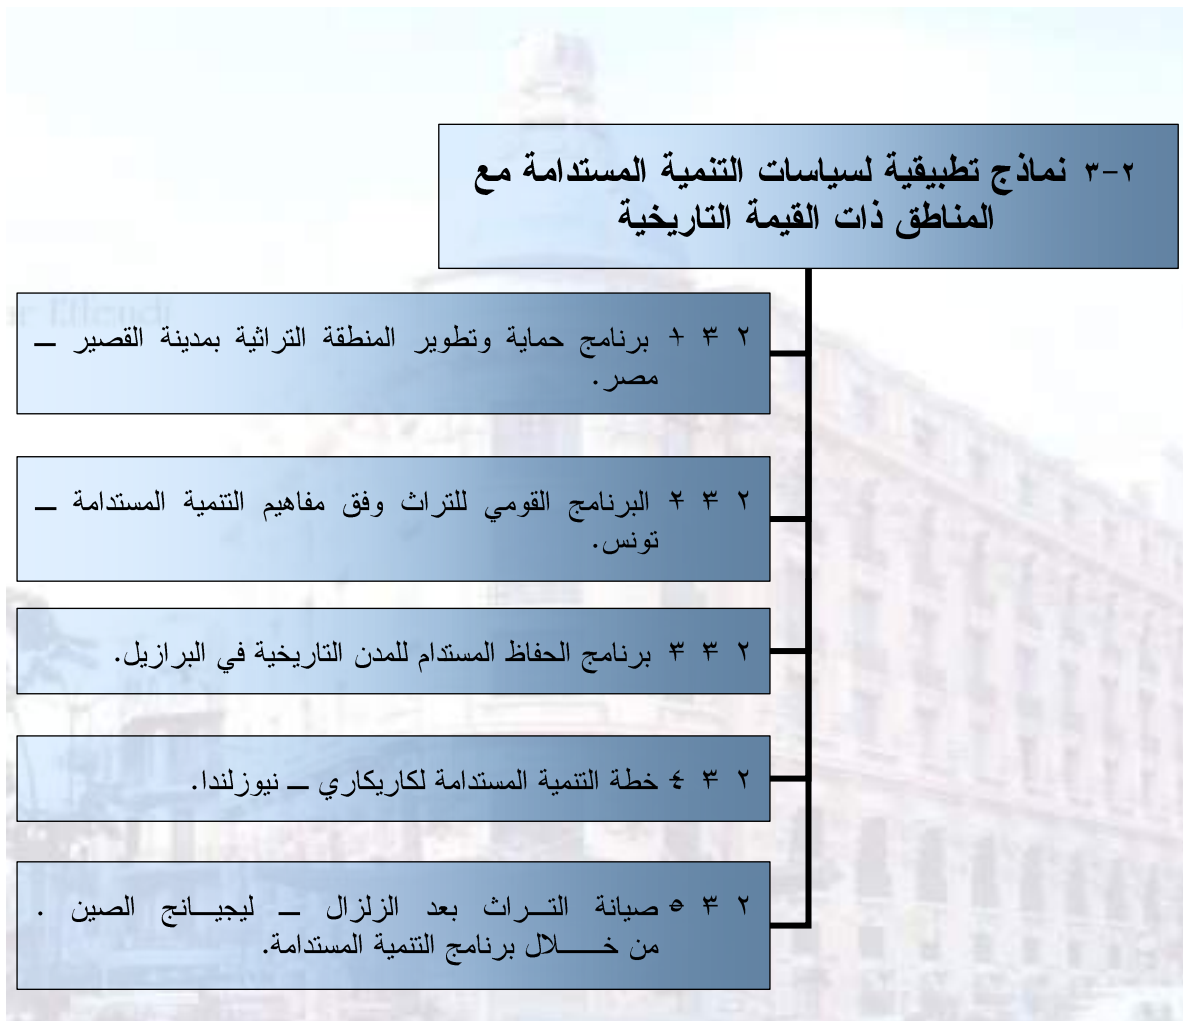 ٢-٣ نماذج تطبيقية لسياسات التنمية المستدامة مع
المناطق ذات القيمة التاريخية
٢ ٣ ١ برنامج حماية وتطوير المنطقة التراثية بمدينة القصير –
مصر.
٢ ٣ ٢ البرنامج القومي للتراث وفق مفاهيم التنمية المستدامة –
تونس.
٢ ٣ ٣ برنامج الحفاظ المستدام للمدن التاريخية في البرازيل.
٢ ٣ ٤ خطة التنمية المستدامة لكاريكاري – نيوزلندا.
٢ ٣ ٥ صيانة التـــراث بعد الزلزال – ليجيـــانج الصين .
من خـــــلال برنامج التنمية المستدامة.